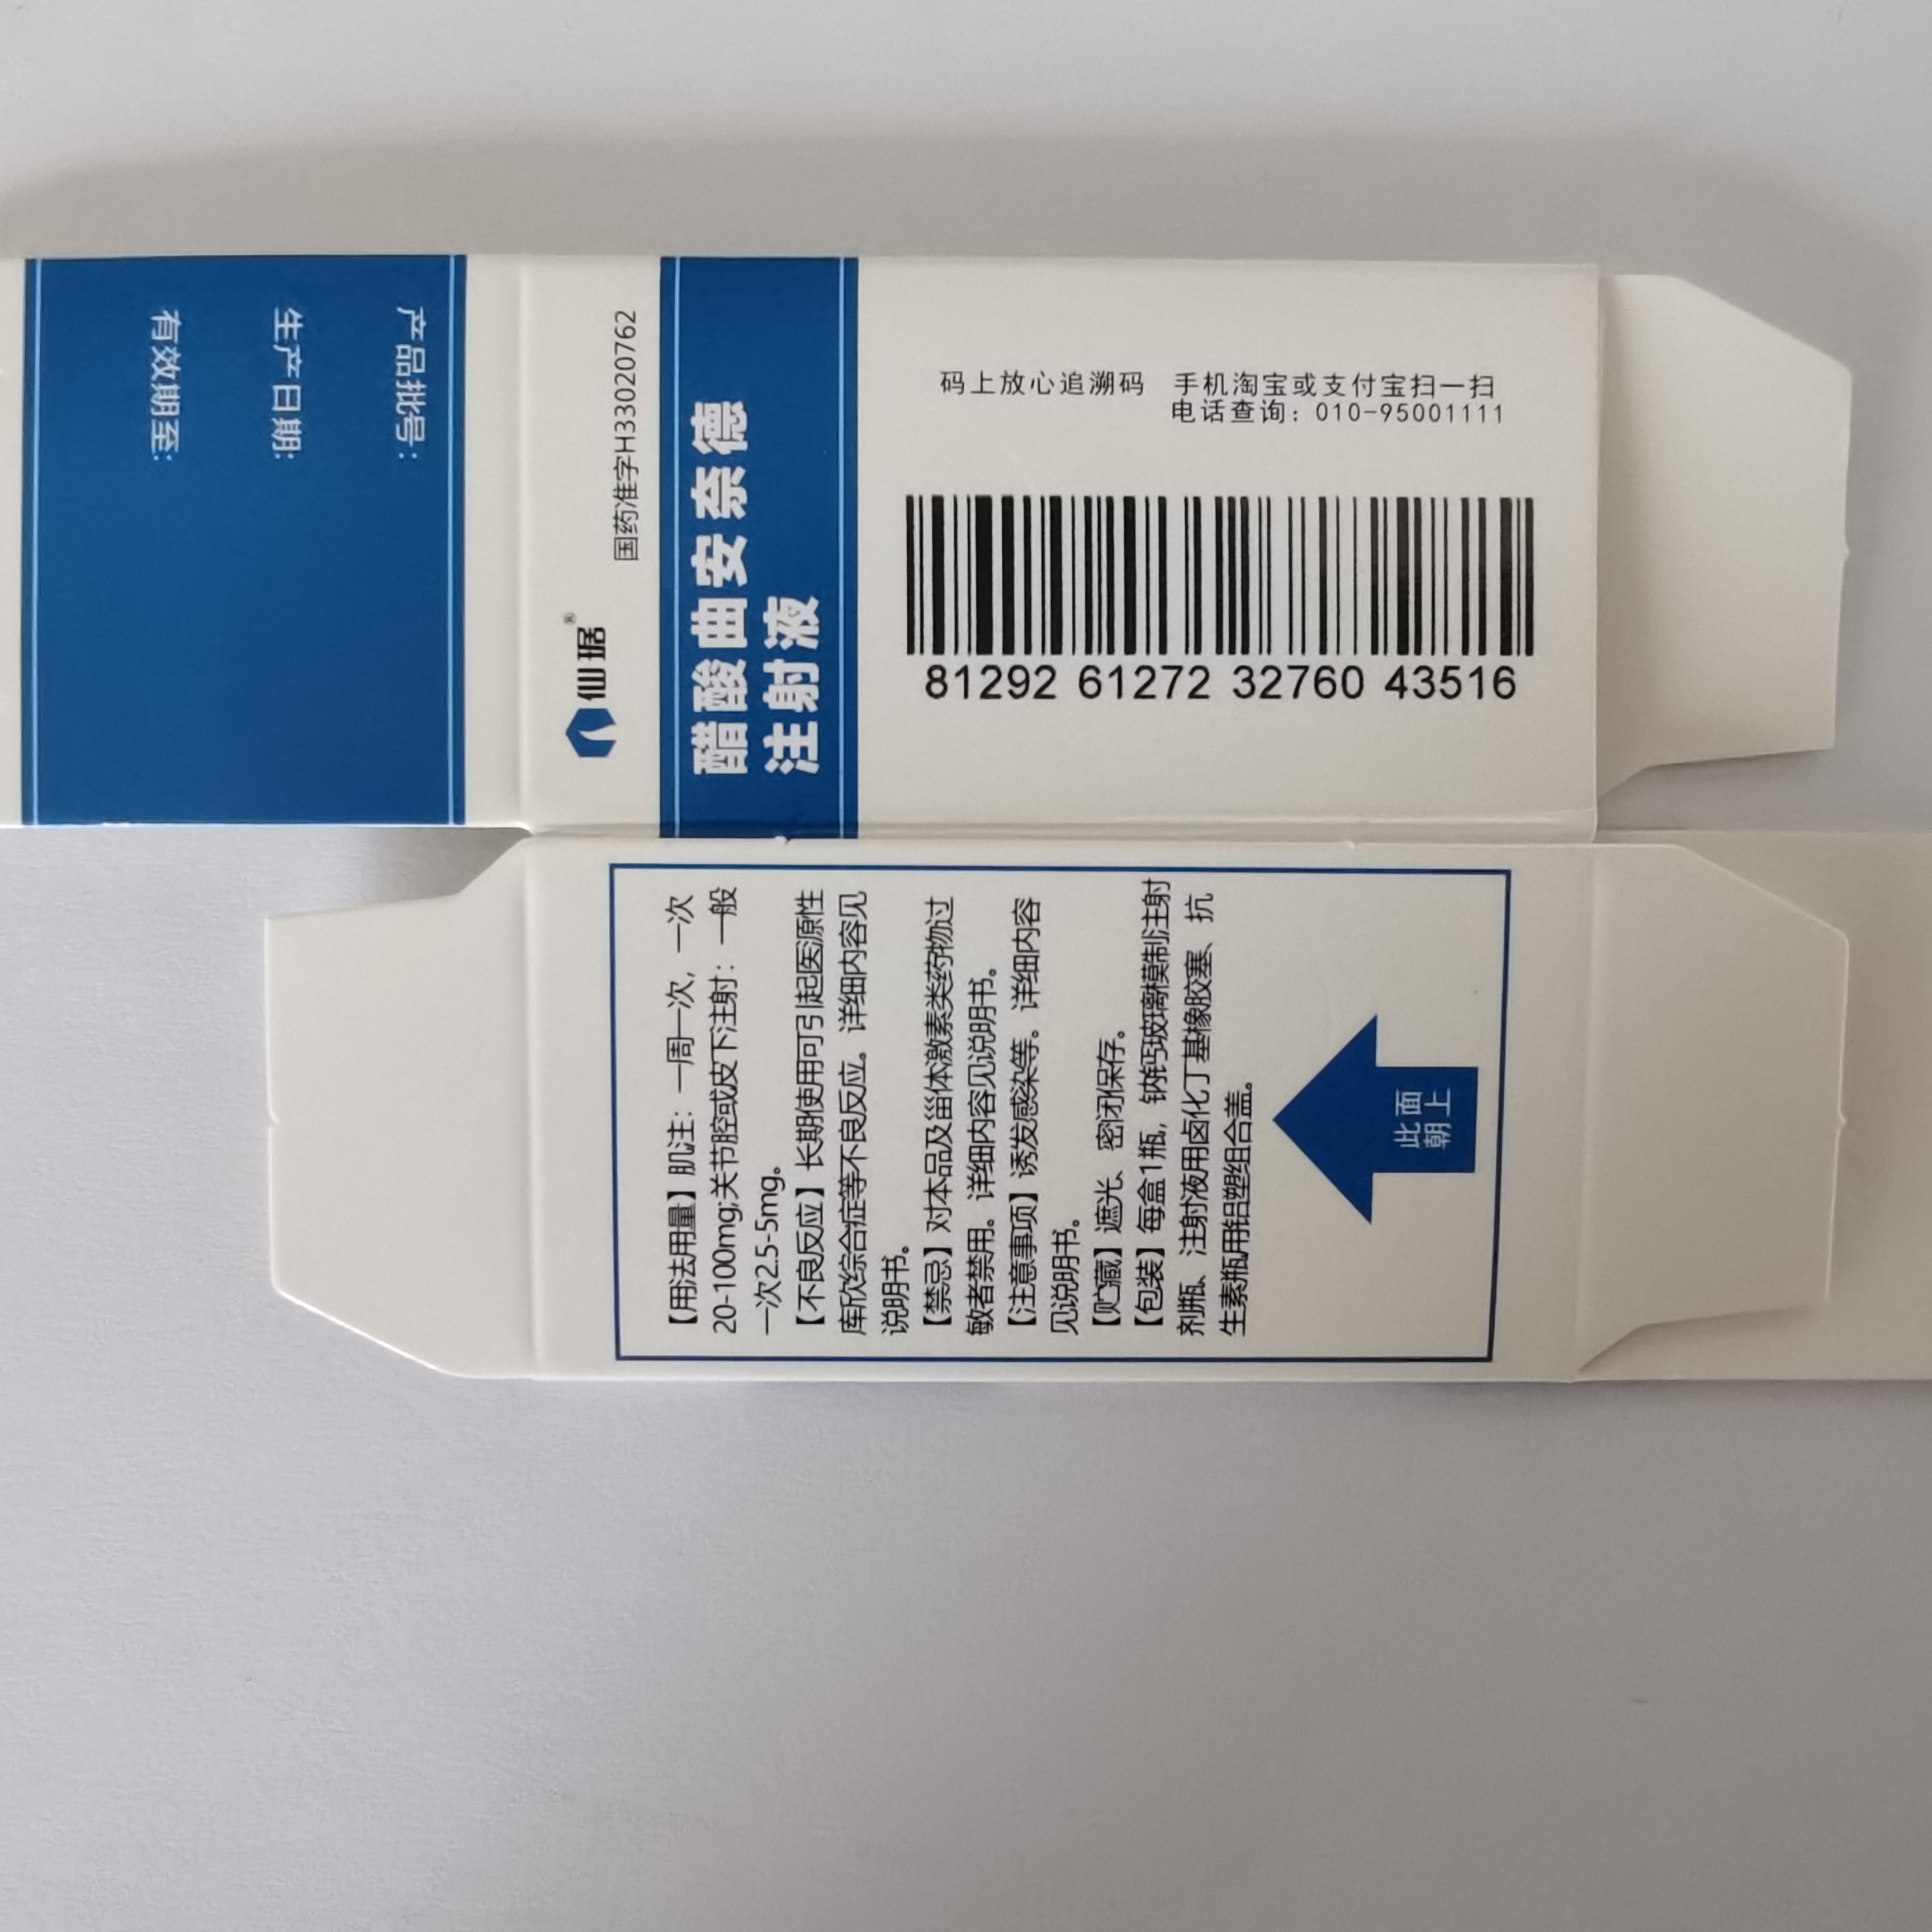 产品批号：
生产日期:
有效期至:
仙琚®
国药准字H33020762
醋酸曲安奈德
注射液
码上放心追溯码 手机淘宝或支付宝扫一扫
电话查询：010-95001111
81292 61272 32760 43516
【用法用量】肌注：一周一次，一次
20-100mg;关节腔或皮下注射：一般
一次2.5-5mg。
【不良反应】长期使用可引起医源性
库欣综合症等不良反应。详细内容见
说明书。
【禁忌】对本品及甾体激素类药物过
敏者禁用。详细内容见说明书。
【注意事项】诱发感染等。详细内容
见说明书。
【贮藏】遮光、密闭保存。
【包装】每盒1瓶，钠钙玻璃模制注射
剂瓶、注射液用卤化丁基橡胶塞、抗
生素瓶用铝塑组合盖。
此面
朝上